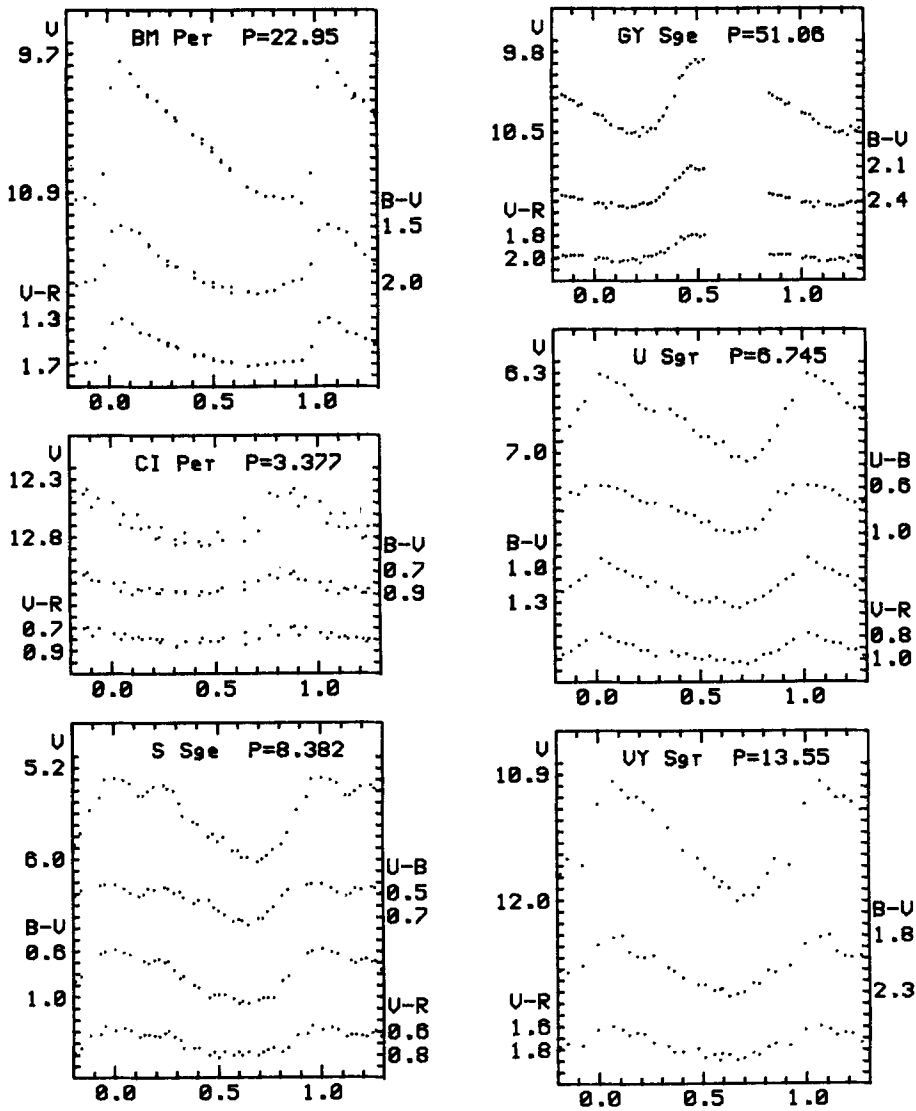 BM Per P=22.95
V
9.7
10.9
B-V
1.5
2.0
V-R
1.3
1.7
0.0 0.5 1.0
GY Sge P=51.06
V
9.8
10.5
B-V
2.1
2.4
V-R
1.8
2.0
0.0 0.5 1.0
CI Per P=3.377
V
12.3
12.8
B-V
0.7
0.9
V-R
0.7
0.9
0.0 0.5 1.0
U Sgr P=6.745
V
6.3
7.0
U-B
0.6
1.0
B-V
1.0
1.3
V-R
0.8
1.0
0.0 0.5 1.0
S Sge P=8.382
V
5.2
6.0
U-B
0.5
0.7
B-V
0.6
1.0
V-R
0.6
0.8
0.0 0.5 1.0
VY Sgr P=13.55
V
10.9
12.0
B-V
1.8
2.3
V-R
1.6
1.8
0.0 0.5 1.0